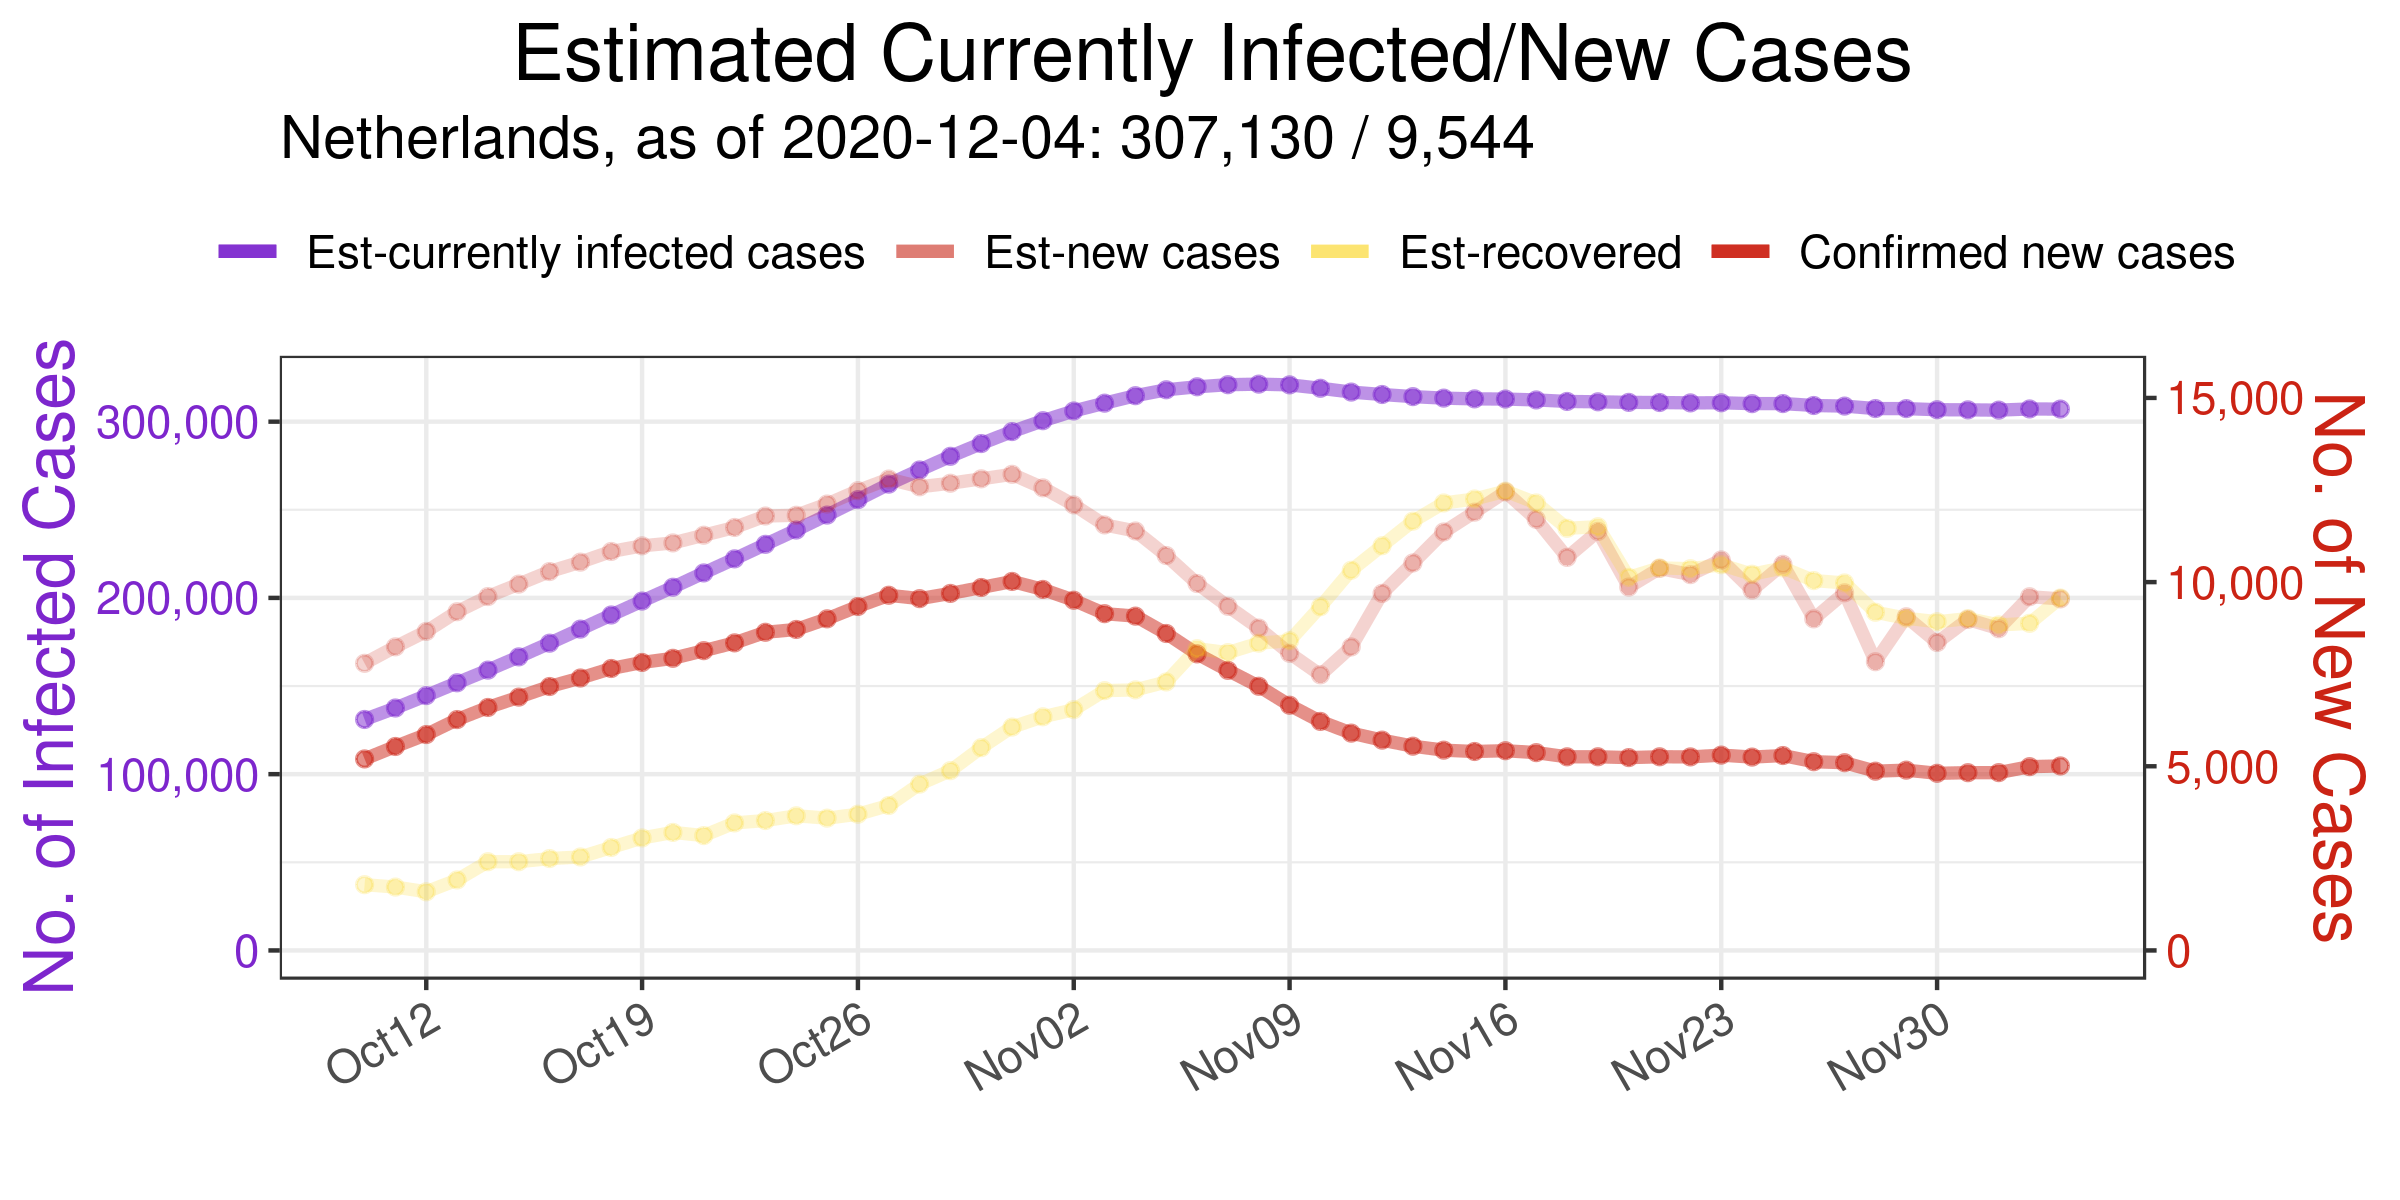 Estimated Currently Infected/New Cases
Netherlands, as of 2020-12-04: 307,130 / 9,544
Est-currently infected cases Est-new cases Est-recovered Confirmed new cases
No. of Infected Cases
300,000
200,000
100,000
0
15,000
10,000
5,000
0
No. of New Cases
Oct12 Oct19 Oct26 Nov02 Nov09 Nov16 Nov23 Nov30